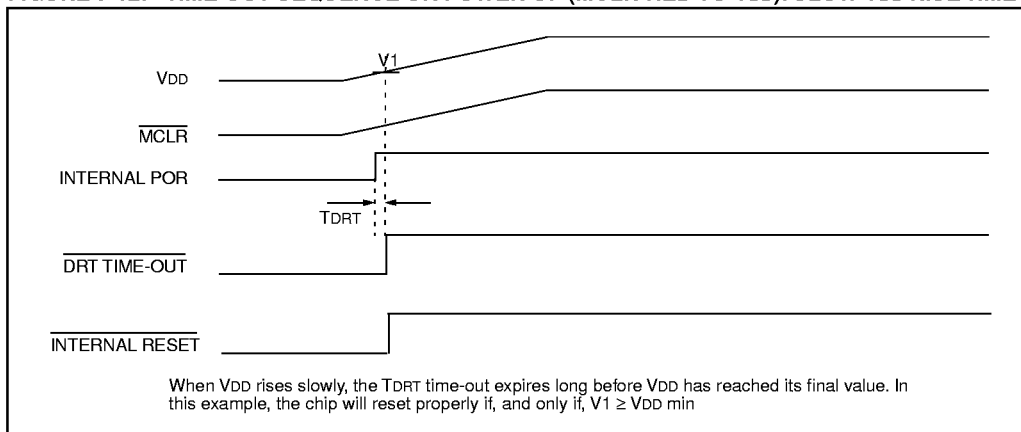 V1
VDD
MCLR
INTERNAL POR
TDRT
DRT TIME-OUT
INTERNAL RESET
When VDD rises slowly, the TDRT time-out expires long before VDD has reached its final value. In
this example, the chip will reset properly if, and only if, V1 ≥ VDD min